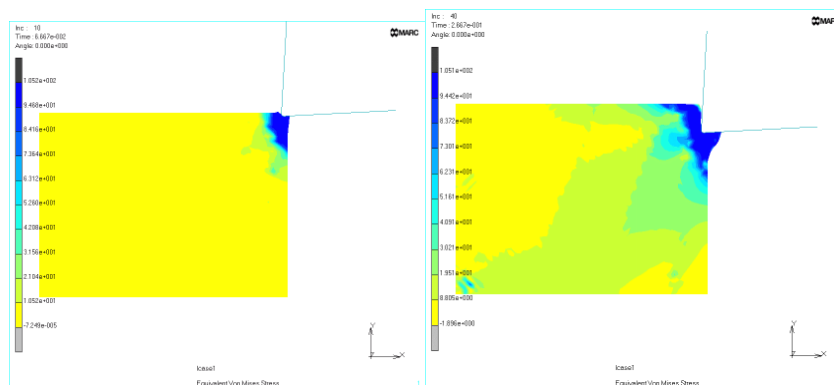 Inc : 10
Time : 6.667e-002
Angle: 0.000e+000
MARC
1.052e+002
9.468e+001
8.416e+001
7.364e+001
6.312e+001
5.260e+001
4.208e+001
3.156e+001
2.104e+001
1.052e+001
-7.249e-005
Y
Z X
lcase1
Equivalent Von Mises Stress
1
Inc : 40
Time : 2.667e-001
Angle: 0.000e+000
MARC
1.051e+002
9.442e+001
8.372e+001
7.301e+001
6.231e+001
5.161e+001
4.091e+001
3.021e+001
1.951e+001
8.805e+000
-1.896e+000
Y
Z X
lcase1
Equivalent Von Mises Stress